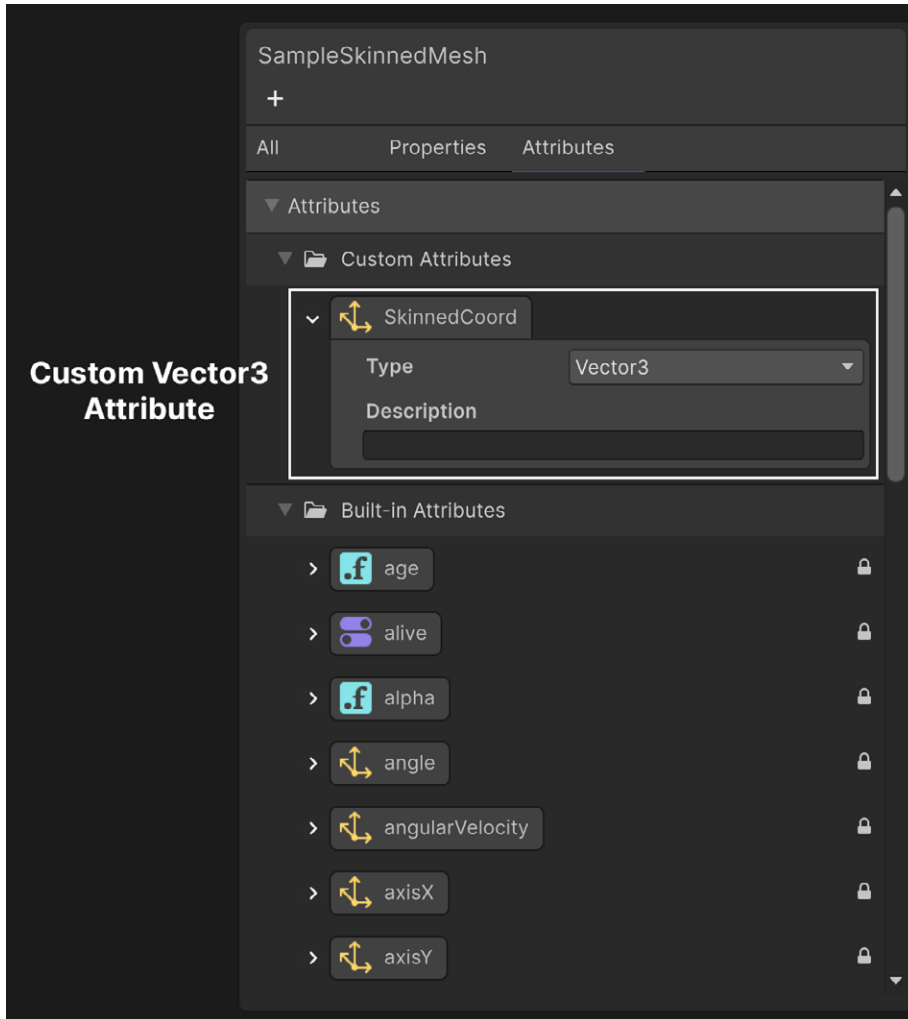 SampleSkinnedMesh
+
All Properties Attributes
Attributes
Custom Attributes
SkinnedCoord
Custom Vector3
Attribute
Type Vector3
Description
Built-in Attributes
.f age
alive
.f alpha
angle
angularVelocity
axisX
axisY